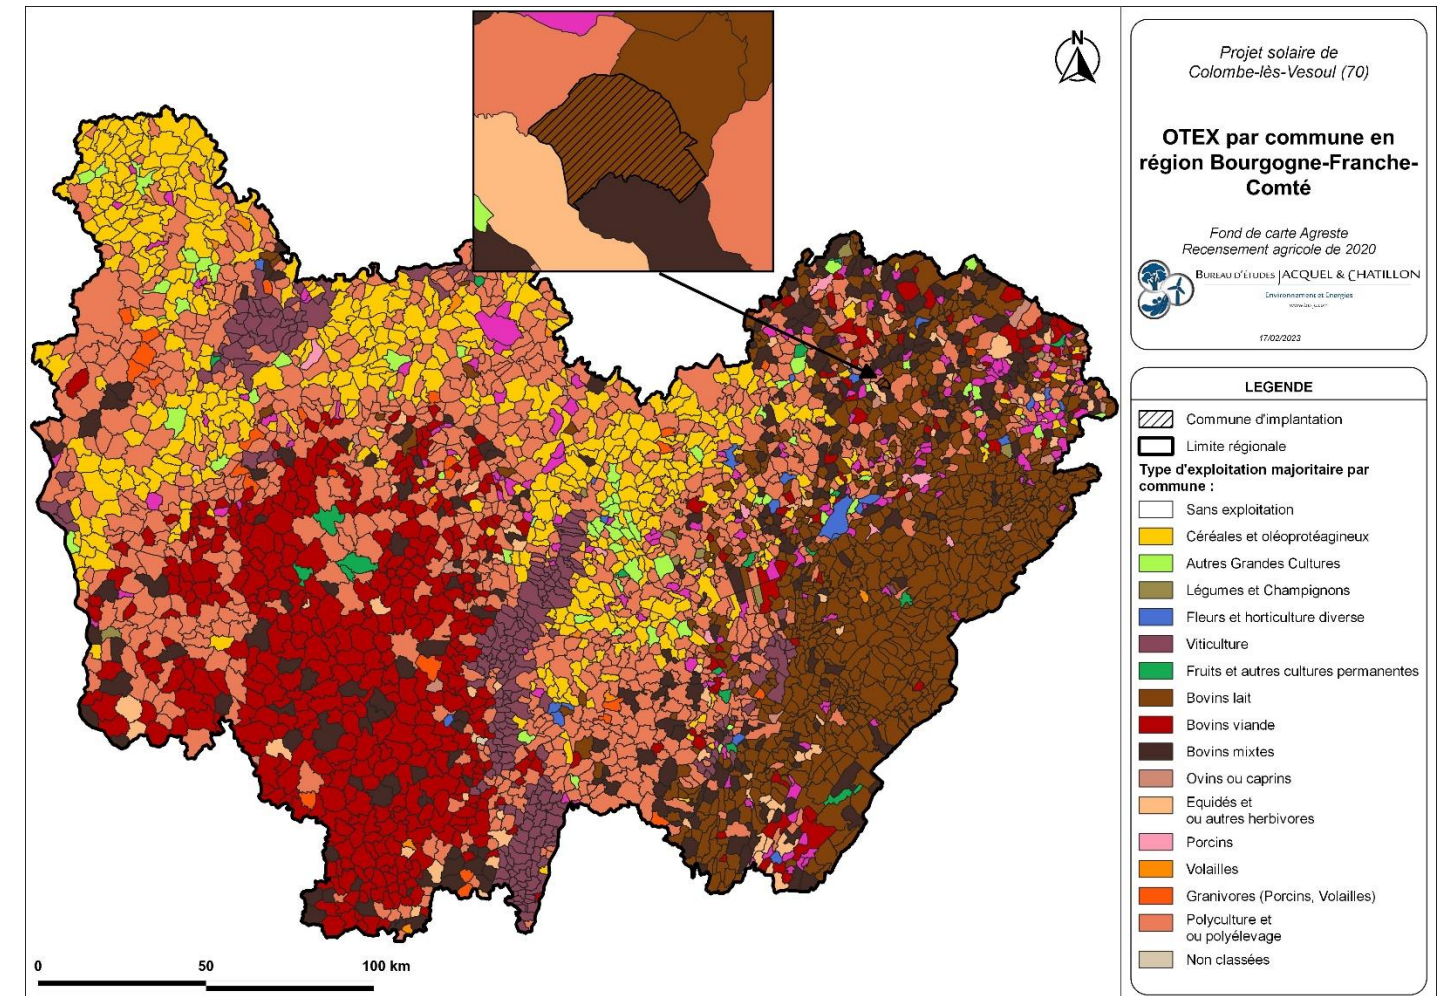 N
Projet solaire de
Colombe-lès-Vesoul (70)
OTEX par commune en
région Bourgogne-Franche-
Comté
Fond de carte Agreste
Recensement agricole de 2020
BUREAU D'ÉTUDES JACQUEL & CHATILLON
Environnement et Energies
17/02/2023
LEGENDE
Commune d'implantation
Limite régionale
Type d'exploitation majoritaire par
commune :
Sans exploitation
Céréales et oléoprotéagineux
Autres Grandes Cultures
Légumes et Champignons
Fleurs et horticulture diverse
Viticulture
Fruits et autres cultures permanentes
Bovins lait
Bovins viande
Bovins mixtes
Ovins ou caprins
Equidés et
ou autres herbivores
Porcins
Volailles
Granivores (Porcins, Volailles)
Polyculture et
ou polyélevage
Non classées
0 50 100 km